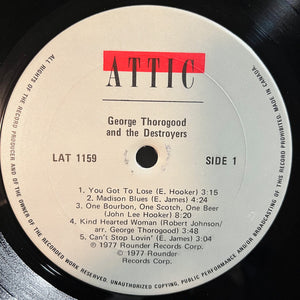 ATTIC
George Thorogood
and the Destroyers
LAT 1159
SIDE 1
1. You Got To Lose (E. Hooker) 3:15
2. Madison Blues (E. James) 4:20
3. One Bourbon, One Scotch, One Beer
(John Lee Hooker) 8:20
4. Kind Hearted Woman (Robert Johnson/
arr. George Thorogood) 3:48
5. Can't Stop Lovin' (E. James) 3:04
℗ 1977 Rounder Records Corp.
© 1977 Rounder
Records Corp.
ALL RIGHTS OF THE RECORD PRODUCER AND OF THE OWNER OF THE RECORDED WORK RESERVED. UNAUTHORIZED COPYING, PUBLIC PERFORMANCE AND/OR BROADCASTING OF THIS RECORD PROHIBITED. MADE IN CANADA.